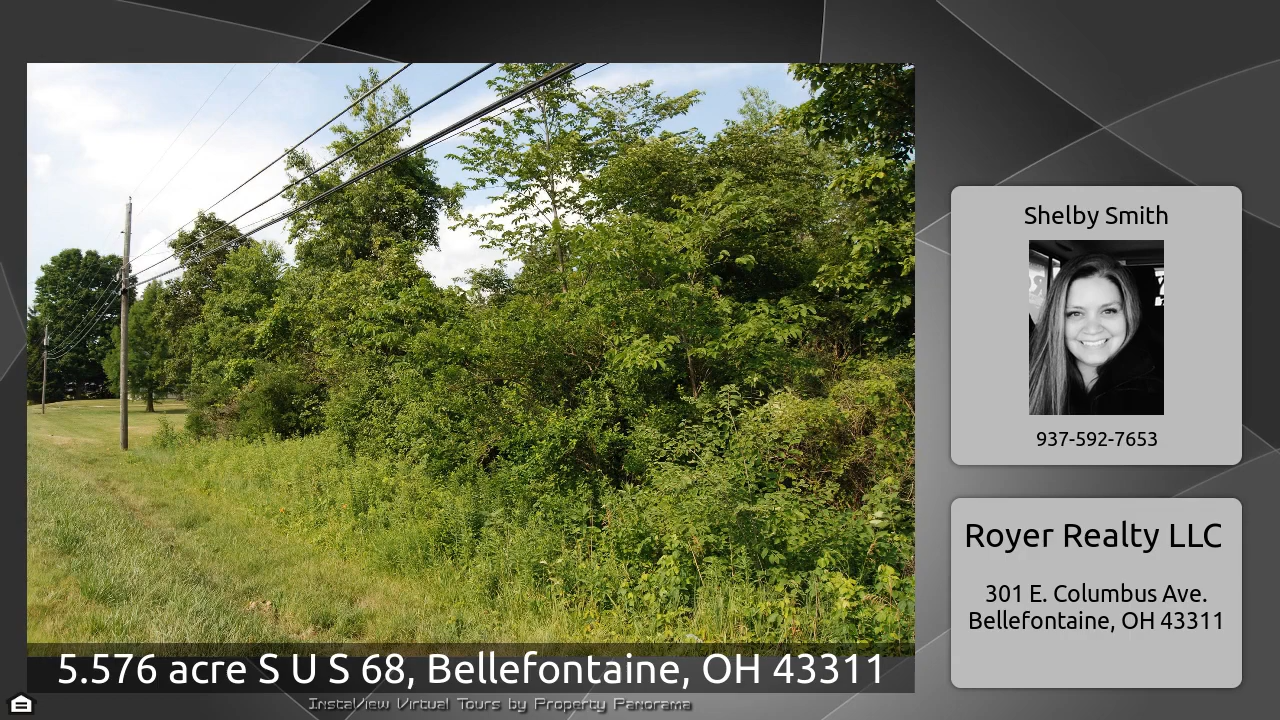 Shelby Smith
937-592-7653
Royer Realty LLC
301 E. Columbus Ave.
Bellefontaine, OH 43311
5.576 acre S U S 68, Bellefontaine, OH 43311
InstaView Virtual Tours by Property Panorama